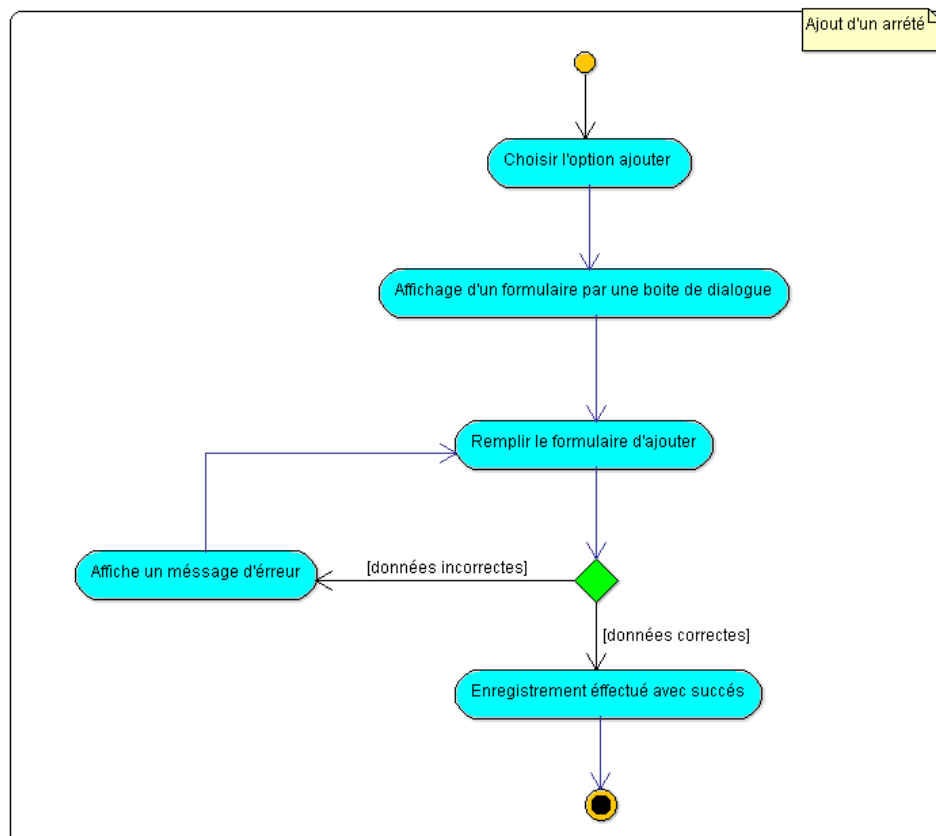 Ajout d'un arrété
Choisir l'option ajouter
Affichage d'un formulaire par une boite de dialogue
Remplir le formulaire d'ajouter
Affiche un méssage d'érreur
[données incorrectes]
[données correctes]
Enregistrement éffectué avec succés